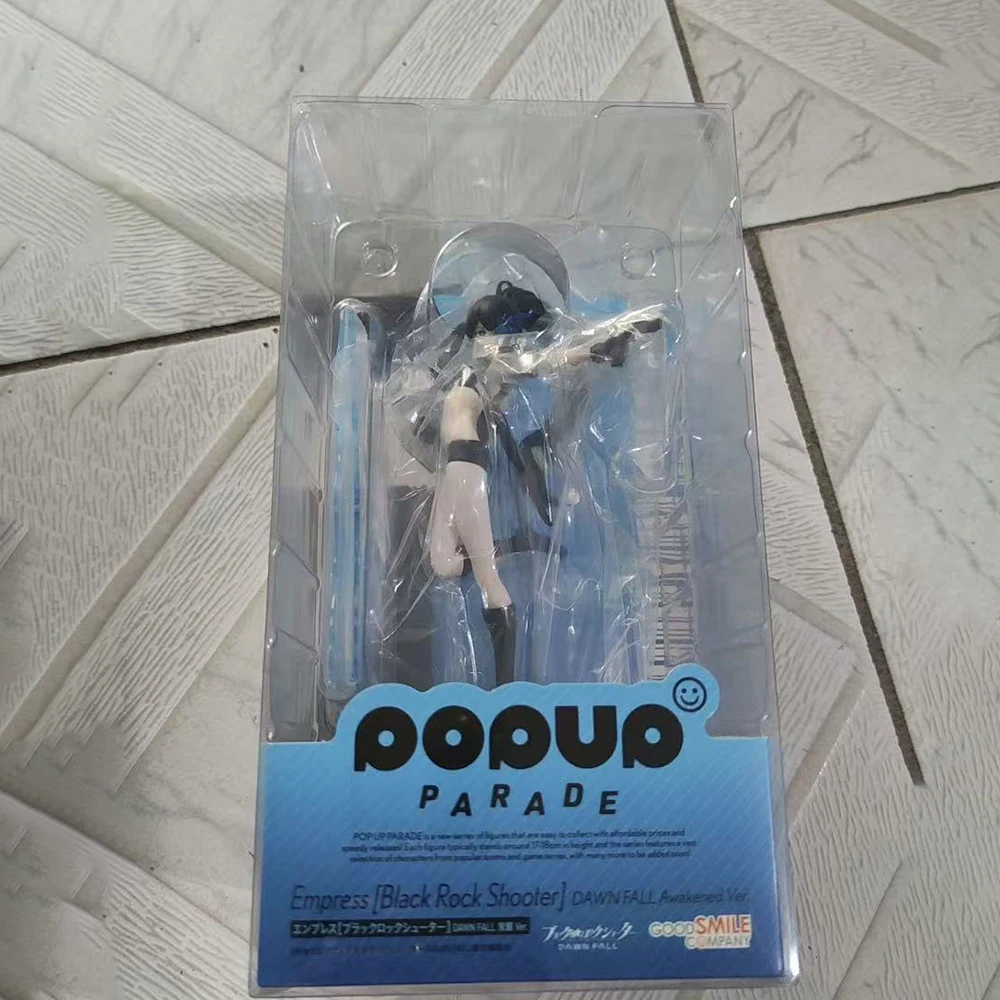 POPUP
PARADE
POP UP PARADE is a new series of figures that are easy to collect with affordable prices and
speedy releases! Each figure typically stands around 17-18cm in height and the series features a vast
selection of characters from popular anime and game series, with many more to be added soon!
Empress [Black Rock Shooter] DAWN FALL Awakened Ver.
エンプレス[ブラックロックシューター] DAWN FALL 覚醒 Ver.
ブラック★★ロックシューター
DAWN FALL
GOOD SMILE
COMPANY